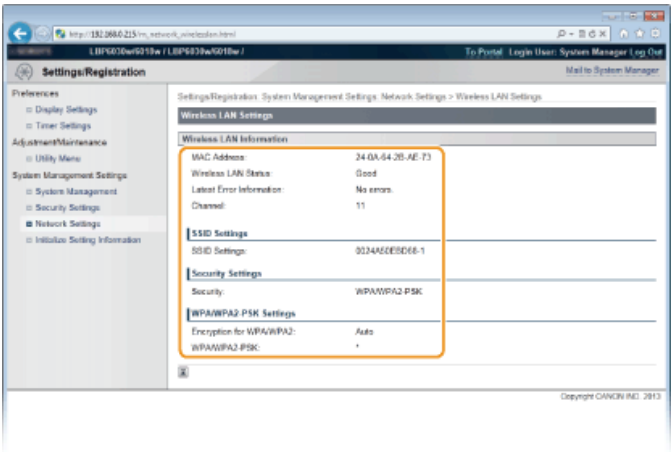 LBP6030w/6018w / LBP6030w/6018w /
To Portal Login User: System Manager Log Out
Settings/Registration
Mail to System Manager
Preferences
Display Settings
Timer Settings
Adjustment/Maintenance
Utility Menu
System Management Settings
System Management
Security Settings
Network Settings
Initialize Setting Information
Settings/Registration: System Management Settings: Network Settings > Wireless LAN Settings
Wireless LAN Settings
Wireless LAN Information
MAC Address: 24-0A-64-2B-AE-73
Wireless LAN Status: Good
Latest Error Information: No errors.
Channel: 11
SSID Settings
SSID Settings:
Security Settings
Security: WPA/WPA2-PSK
WPA/WPA2-PSK Settings
Encryption for WPA/WPA2: Auto
WPA/WPA2-PSK: *
Copyright CANON INC. 2013